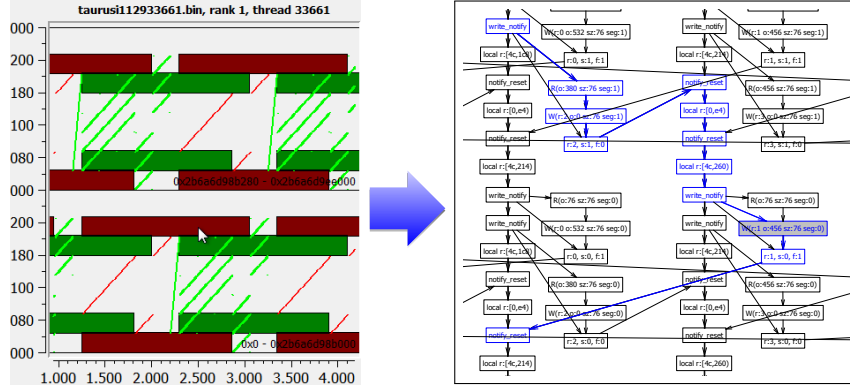 taurusi112933661.bin, rank 1, thread 33661
000
200
180
100
080
000
0x2b6a6d98b280 - 0x2b6a6d9ee000
200
180
080
000
0x0 - 0x2b6a6d98b000
1.000 1.500 2.000 2.500 3.000 3.500 4.000
write_notify
W(r:0 o:532 sz:76 seg:1)
write_notify
W(r:1 o:456 sz:76 seg:1)
local r:[4c,1c8]
r:0, s:1, f:1
local r:[4c,214]
r:1, s:1, f:1
notify_reset
R(o:380 sz:76 seg:1)
notify_reset
R(o:456 sz:76 seg:1)
local r:[0,e4]
W(r:2 o:0 sz:76 seg:1)
local r:[0,e4]
W(r:3 o:0 sz:76 seg:1)
notify_reset
r:2, s:1, f:0
notify_reset
r:3, s:1, f:0
local r:[4c,214]
local r:[4c,260]
write_notify
R(o:76 sz:76 seg:0)
write_notify
R(o:76 sz:76 seg:0)
write_notify
W(r:0 o:532 sz:76 seg:0)
write_notify
W(r:1 o:456 sz:76 seg:0)
local r:[4c,1c8]
r:0, s:0, f:1
local r:[4c,214]
r:1, s:0, f:1
notify_reset
R(o:380 sz:76 seg:0)
notify_reset
R(o:456 sz:76 seg:0)
local r:[0,e4]
W(r:2 o:0 sz:76 seg:0)
local r:[0,e4]
W(r:3 o:0 sz:76 seg:0)
notify_reset
r:2, s:0, f:0
notify_reset
r:3, s:0, f:0
local r:[4c,214]
local r:[4c,260]